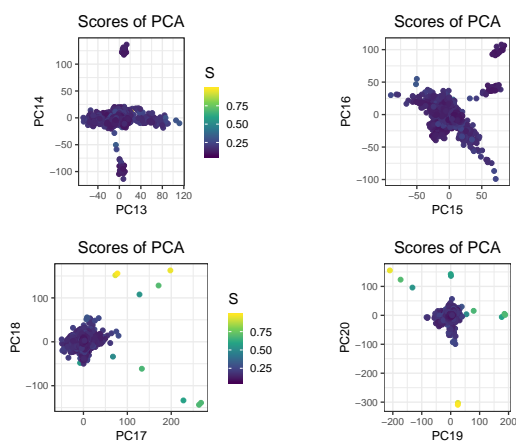 Scores of PCA
PC14
100
50
0
−50
−100
−40
0
40
80
120
PC13
S
0.75
0.50
0.25
Scores of PCA
PC16
100
50
0
−50
−100
−50
0
50
PC15
Scores of PCA
PC18
100
0
−100
0
100
200
PC17
S
0.75
0.50
0.25
Scores of PCA
PC20
100
0
−100
−200
−300
−200
−100
0
100
200
PC19